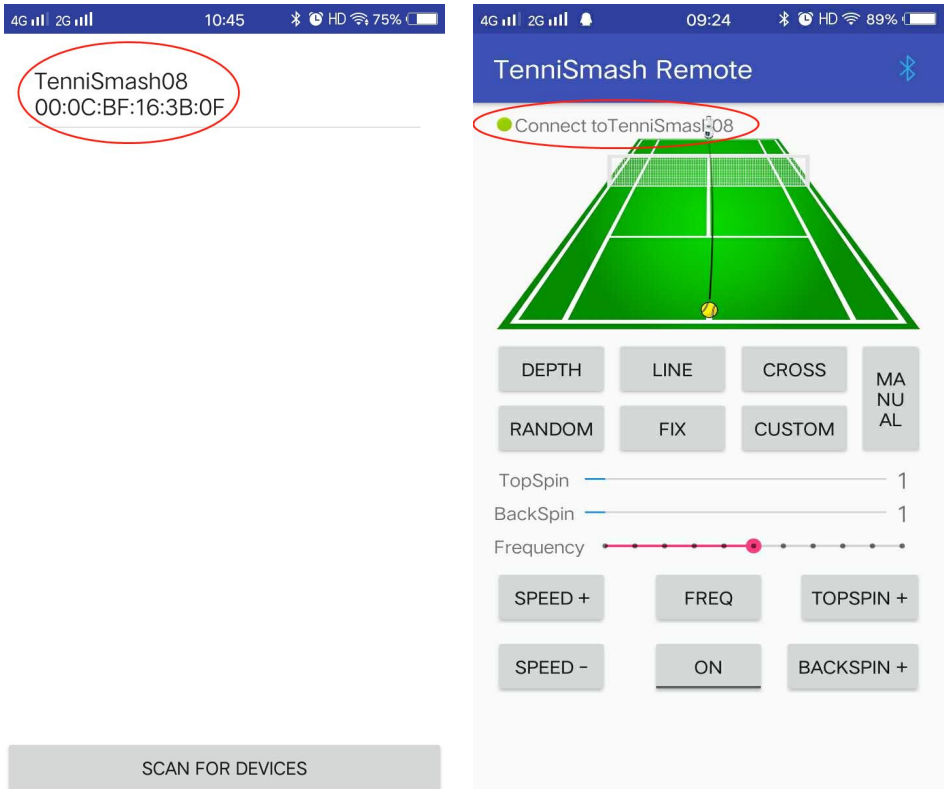 4G 2G 10:45 HD 75%
TenniSmash08
00:0C:BF:16:3B:0F
SCAN FOR DEVICES
4G 2G 09:24 HD 89%
TenniSmash Remote
Connect toTenniSmash08
DEPTH LINE CROSS
MA
NU
AL
RANDOM FIX CUSTOM
TopSpin 1
BackSpin 1
Frequency
SPEED + FREQ TOPSPIN +
SPEED - ON BACKSPIN +